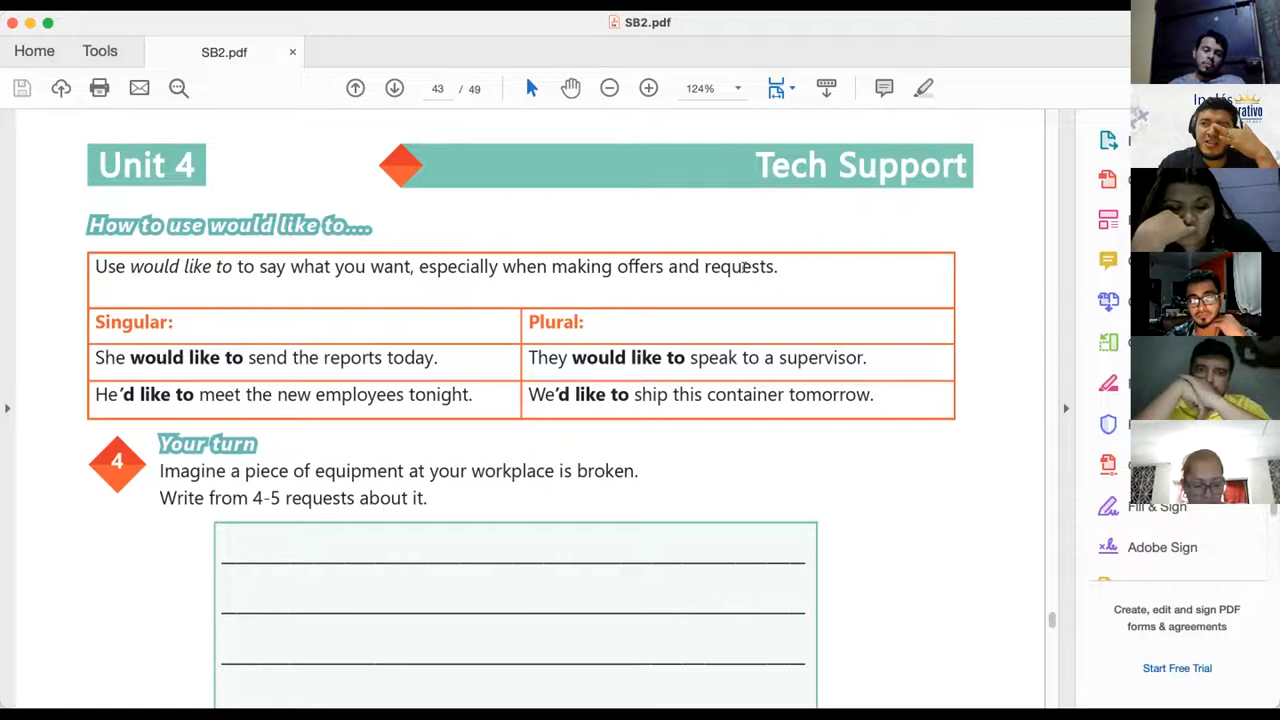 SB2.pdf
Home
Tools
SB2.pdf
43 / 49
124%
Unit 4
Tech Support
How to use would like to....
Use would like to to say what you want, especially when making offers and requests.
Singular:
Plural:
She would like to send the reports today.
They would like to speak to a supervisor.
He'd like to meet the new employees tonight.
We'd like to ship this container tomorrow.
4
Your turn
Imagine a piece of equipment at your workplace is broken.
Write from 4-5 requests about it.
Inglés
Fill & Sign
Adobe Sign
Create, edit and sign PDF
forms & agreements
Start Free Trial